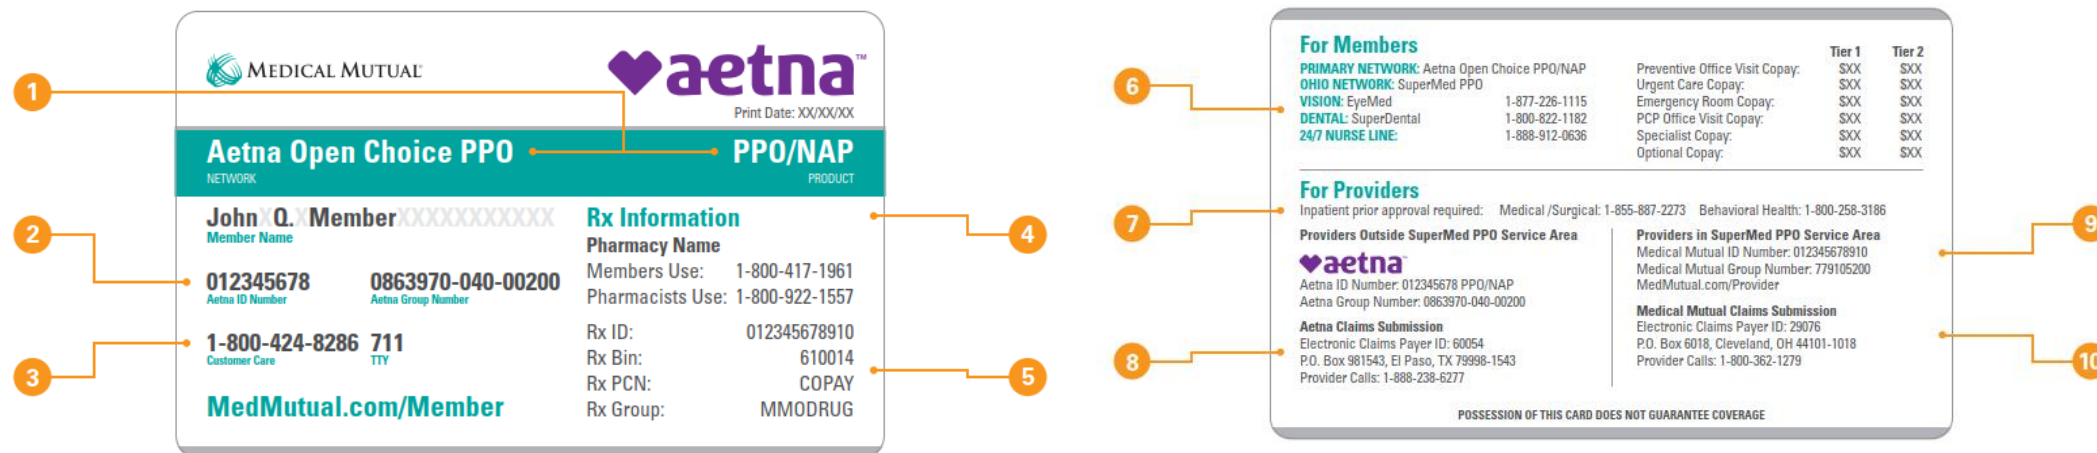 MEDICAL MUTUAL®
aetna™
Print Date: XX/XX/XX
1
Aetna Open Choice PPO PPO/NAP
NETWORK PRODUCT
John X Q. X Member XXXXXXXXXXX
Member Name
2
012345678 0863970-040-00200
Aetna ID Number Aetna Group Number
3
1-800-424-8286 711
Customer Care TTY
MedMutual.com/Member
Rx Information
4
Pharmacy Name
Members Use: 1-800-417-1961
Pharmacists Use: 1-800-922-1557
Rx ID: 012345678910
Rx Bin: 610014
5
Rx PCN: COPAY
Rx Group: MMODRUG
For Members
6
PRIMARY NETWORK: Aetna Open Choice PPO/NAP
OHIO NETWORK: SuperMed PPO
VISION: EyeMed 1-877-226-1115
DENTAL: SuperDental 1-800-822-1182
24/7 NURSE LINE: 1-888-912-0636
Tier 1 Tier 2
Preventive Office Visit Copay: $XX $XX
Urgent Care Copay: $XX $XX
Emergency Room Copay: $XX $XX
PCP Office Visit Copay: $XX $XX
Specialist Copay: $XX $XX
Optional Copay: $XX $XX
For Providers
7
Inpatient prior approval required: Medical /Surgical: 1-855-887-2273 Behavioral Health: 1-800-258-3186
Providers Outside SuperMed PPO Service Area
aetna™
Aetna ID Number: 012345678 PPO/NAP
Aetna Group Number: 0863970-040-00200
8
Aetna Claims Submission
Electronic Claims Payer ID: 60054
P.O. Box 981543, El Paso, TX 79998-1543
Provider Calls: 1-888-238-6277
9
Providers in SuperMed PPO Service Area
Medical Mutual ID Number: 012345678910
Medical Mutual Group Number: 779105200
MedMutual.com/Provider
10
Medical Mutual Claims Submission
Electronic Claims Payer ID: 29076
P.O. Box 6018, Cleveland, OH 44101-1018
Provider Calls: 1-800-362-1279
POSSESSION OF THIS CARD DOES NOT GUARANTEE COVERAGE